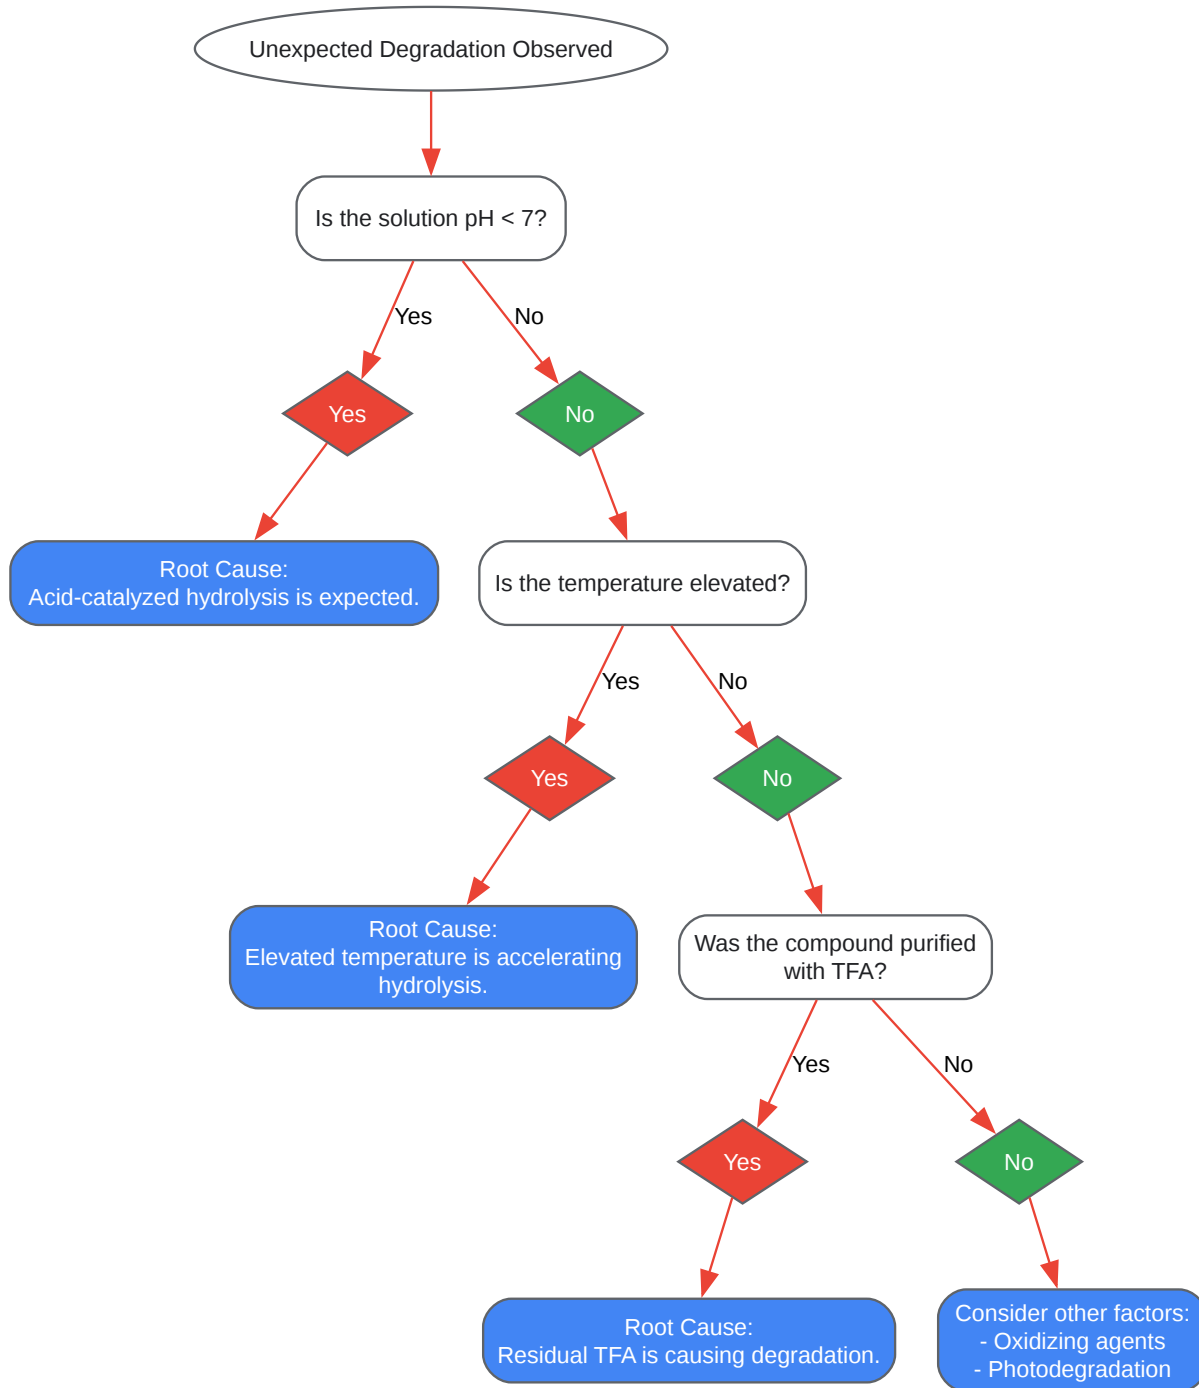 Unexpected Degradation Observed
Is the solution pH < 7?
Yes
No
Yes
No
Root Cause:
Acid-catalyzed hydrolysis is expected.
Is the temperature elevated?
Yes
No
Yes
No
Root Cause:
Elevated temperature is accelerating
hydrolysis.
Was the compound purified
with TFA?
Yes
No
Yes
No
Root Cause:
Residual TFA is causing degradation.
Consider other factors:
- Oxidizing agents
- Photodegradation